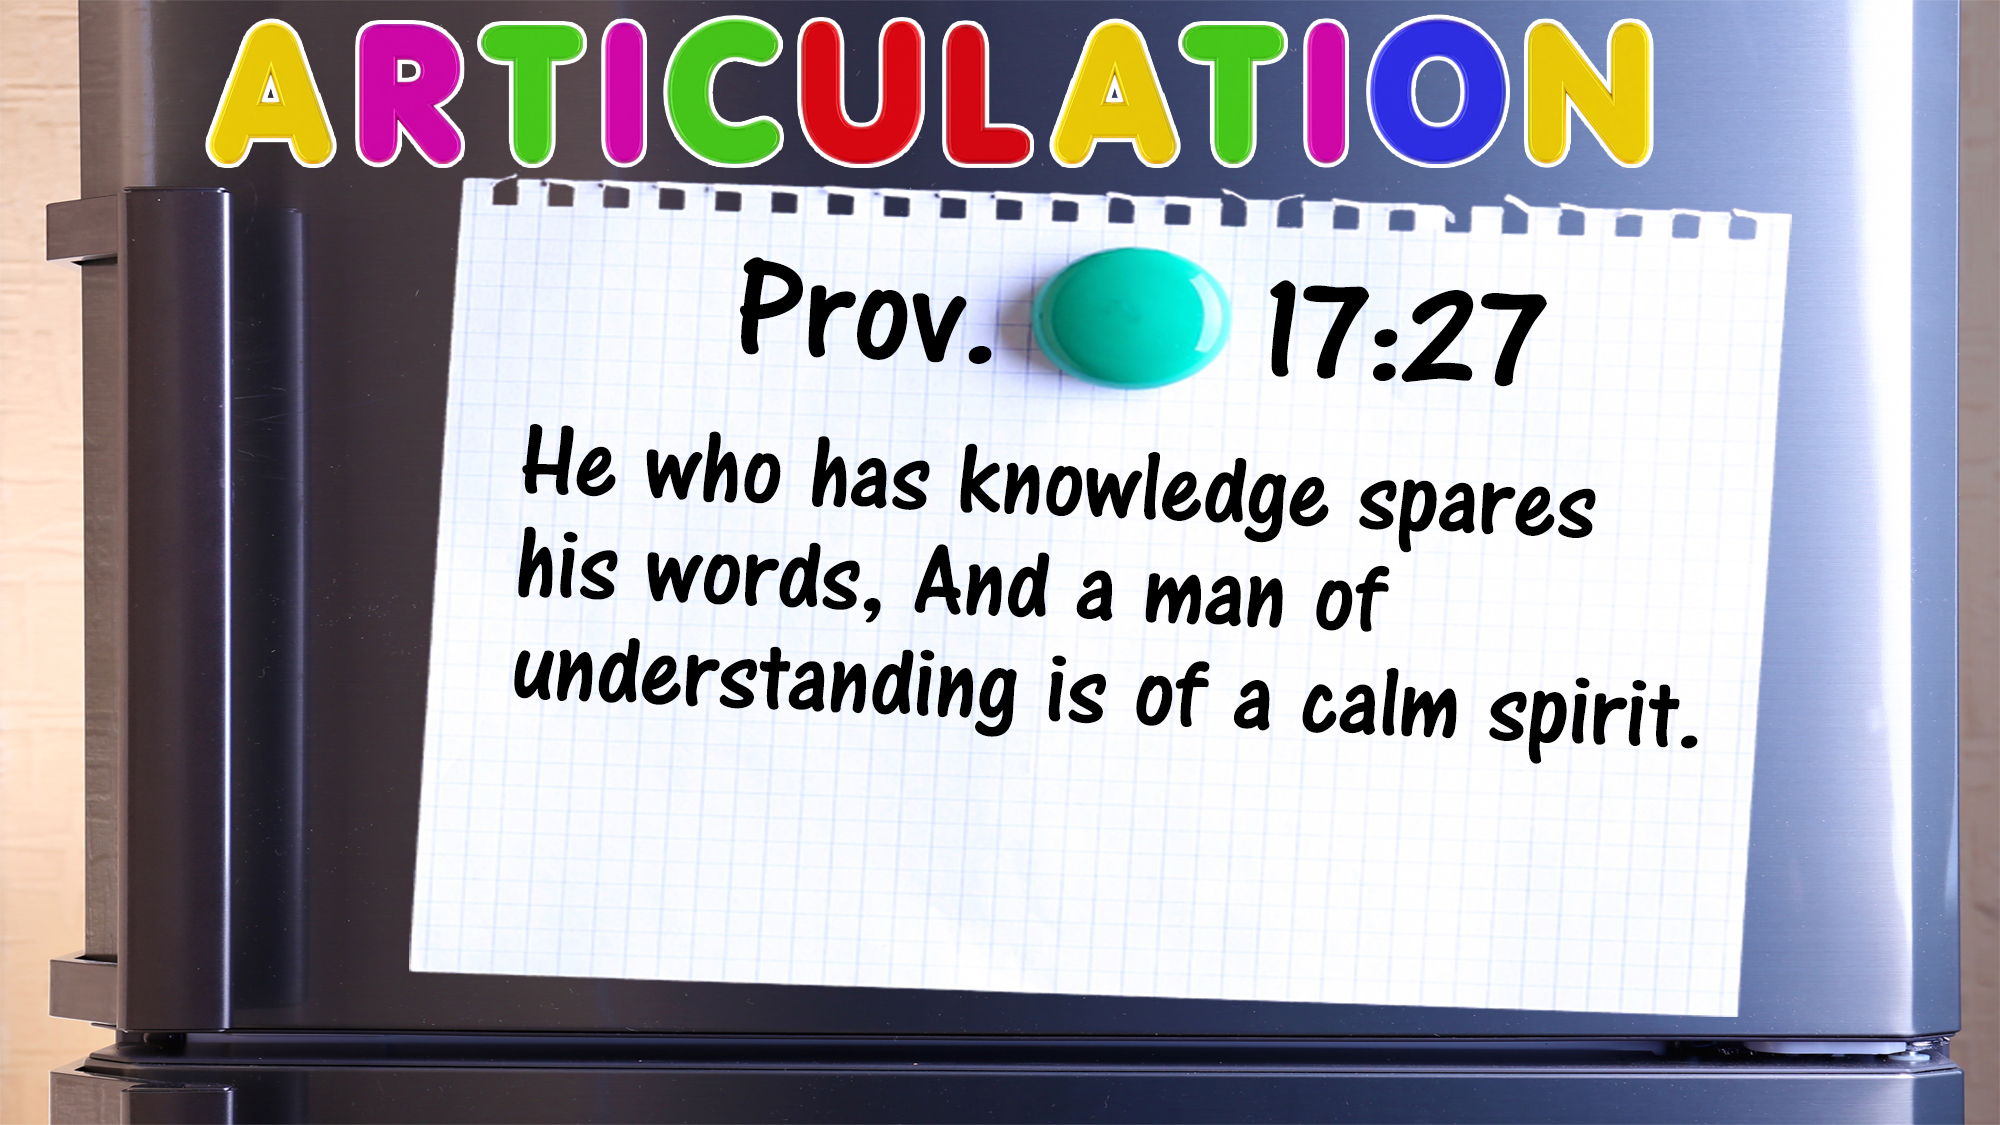 ARTICULATION
Prov. 17:27
He who has knowledge spares
his words, And a man of
understanding is of a calm spirit.